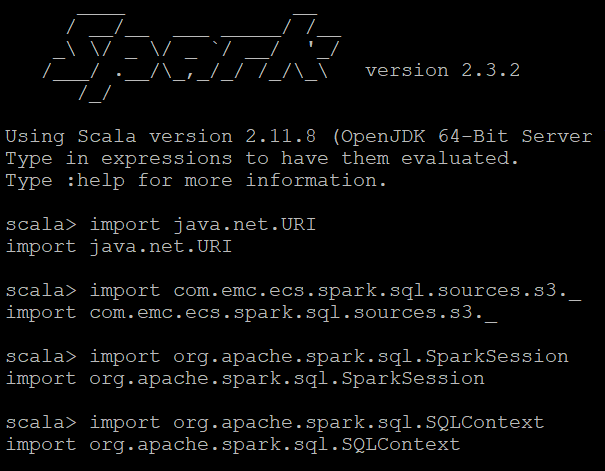 ____              __
     / __/__  ___ _____/ /__
    _\ \/ _ \/ _ `/ __/  '_/
   /___/ .__/\_,_/_/ /_/\_\   version 2.3.2
      /_/
Using Scala version 2.11.8 (OpenJDK 64-Bit Server
Type in expressions to have them evaluated.
Type :help for more information.
scala> import java.net.URI
import java.net.URI
scala> import com.emc.ecs.spark.sql.sources.s3._
import com.emc.ecs.spark.sql.sources.s3._
scala> import org.apache.spark.sql.SparkSession
import org.apache.spark.sql.SparkSession
scala> import org.apache.spark.sql.SQLContext
import org.apache.spark.sql.SQLContext